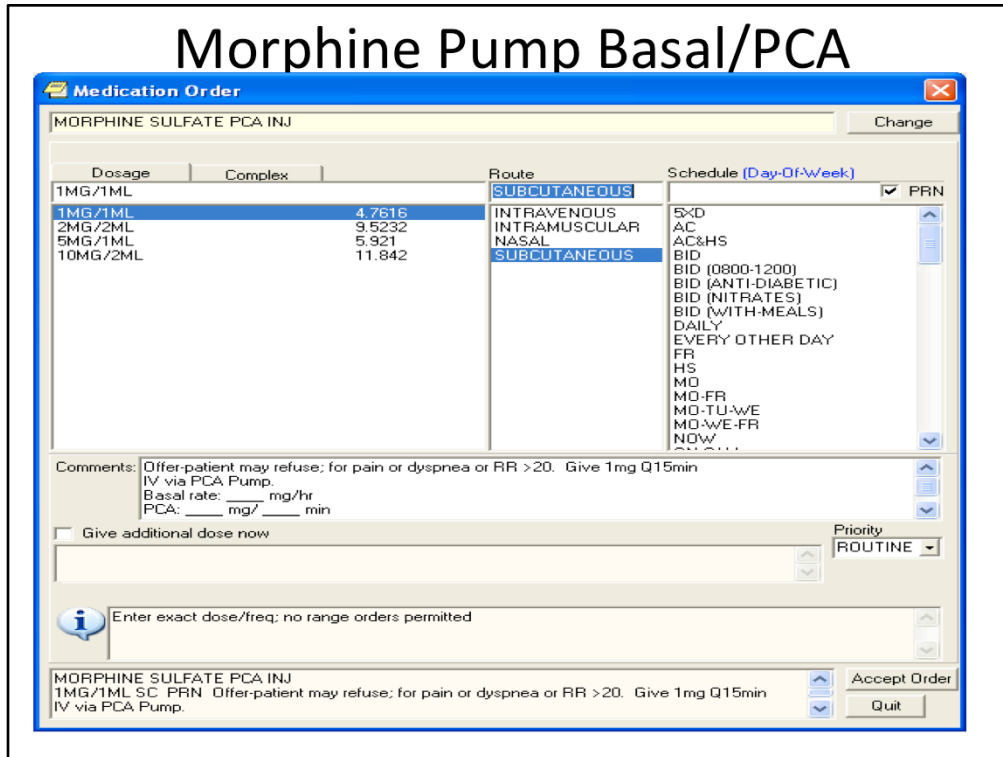 Morphine Pump Basal/PCA
Medication Order
MORPHINE SULFATE PCA INJ
Change
Dosage
Complex
Route
Schedule (Day-Of-Week)
1MG/1ML
SUBCUTANEOUS
PRN
1MG/1ML 4.7616
2MG/2ML 9.5232
5MG/1ML 5.921
10MG/2ML 11.842
INTRAVENOUS
INTRAMUSCULAR
NASAL
SUBCUTANEOUS
5XD
AC
AC&HS
BID
BID (0800-1200)
BID (ANTI-DIABETIC)
BID (NITRATES)
BID (WITH-MEALS)
DAILY
EVERY OTHER DAY
FR
HS
MO
MO-FR
MO-TU-WE
MO-WE-FR
NOW
Comments: Offer-patient may refuse; for pain or dyspnea or RR >20. Give 1mg Q15min
IV via PCA Pump.
Basal rate: ____ mg/hr
PCA: ____ mg/ ____ min
Give additional dose now
Priority
ROUTINE
Enter exact dose/freq; no range orders permitted
MORPHINE SULFATE PCA INJ
1MG/1ML SC PRN Offer-patient may refuse; for pain or dyspnea or RR >20. Give 1mg Q15min
IV via PCA Pump.
Accept Order
Quit